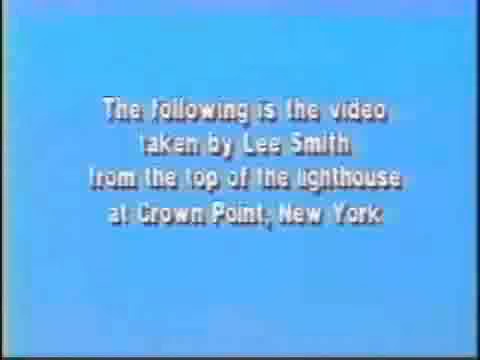 The following is the video
taken by Lee Smith
from the top of the lighthouse
at Crown Point, New York